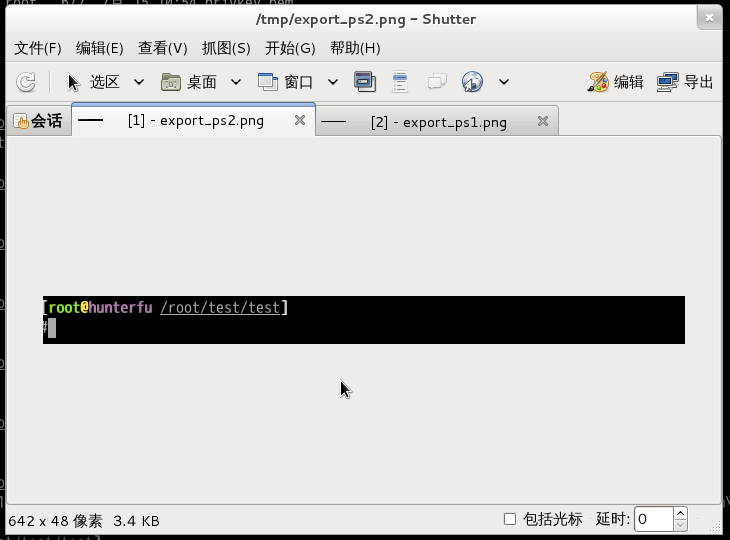 /tmp/export_ps2.png - Shutter
文件(F) 编辑(E) 查看(V) 抓图(S) 开始(G) 帮助(H)
选区 桌面 窗口 编辑 导出
会话 [1] - export_ps2.png [2] - export_ps1.png
[root@hunterfu /root/test/test]
#
642 x 48 像素 3.4 KB 包括光标 延时: 0